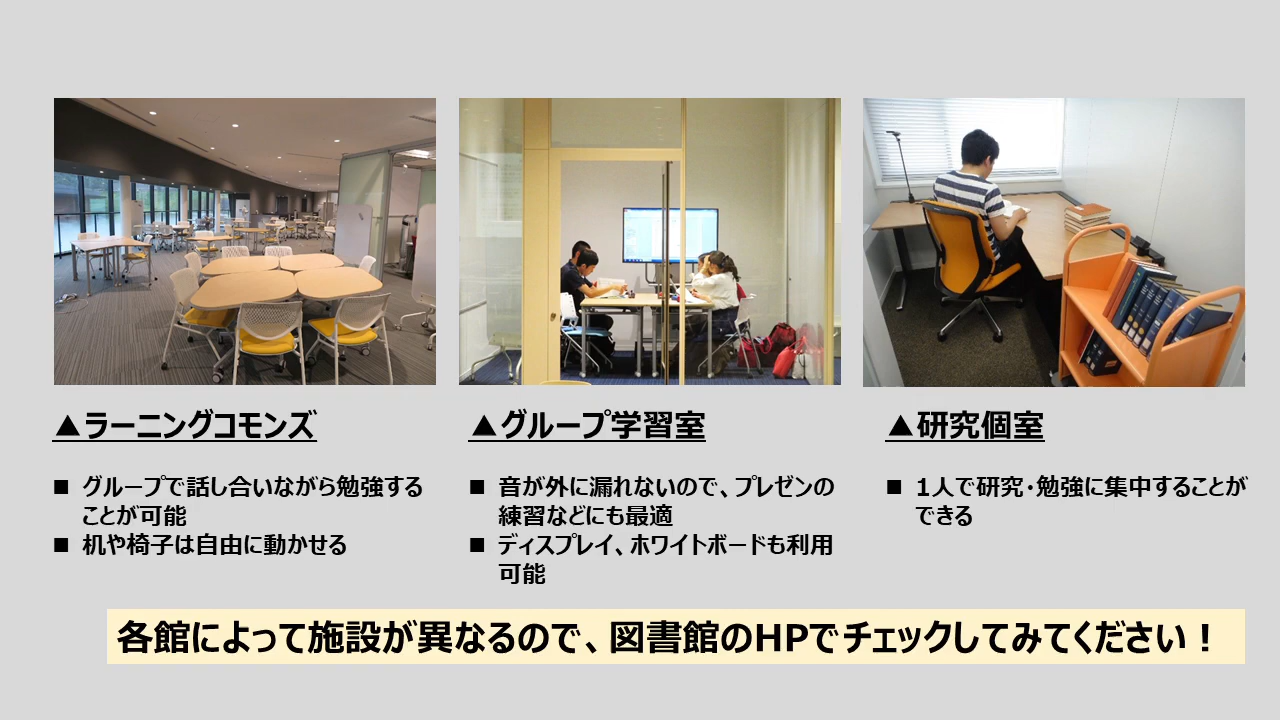 ▲ラーニングコモンズ
■ グループで話し合いながら勉強する
ことが可能
■ 机や椅子は自由に動かせる
▲グループ学習室
■ 音が外に漏れないので、プレゼンの
練習などにも最適
■ ディスプレイ、ホワイトボードも利用
可能
▲研究個室
■ 1人で研究・勉強に集中することが
できる
各館によって施設が異なるので、図書館のHPでチェックしてみてください！